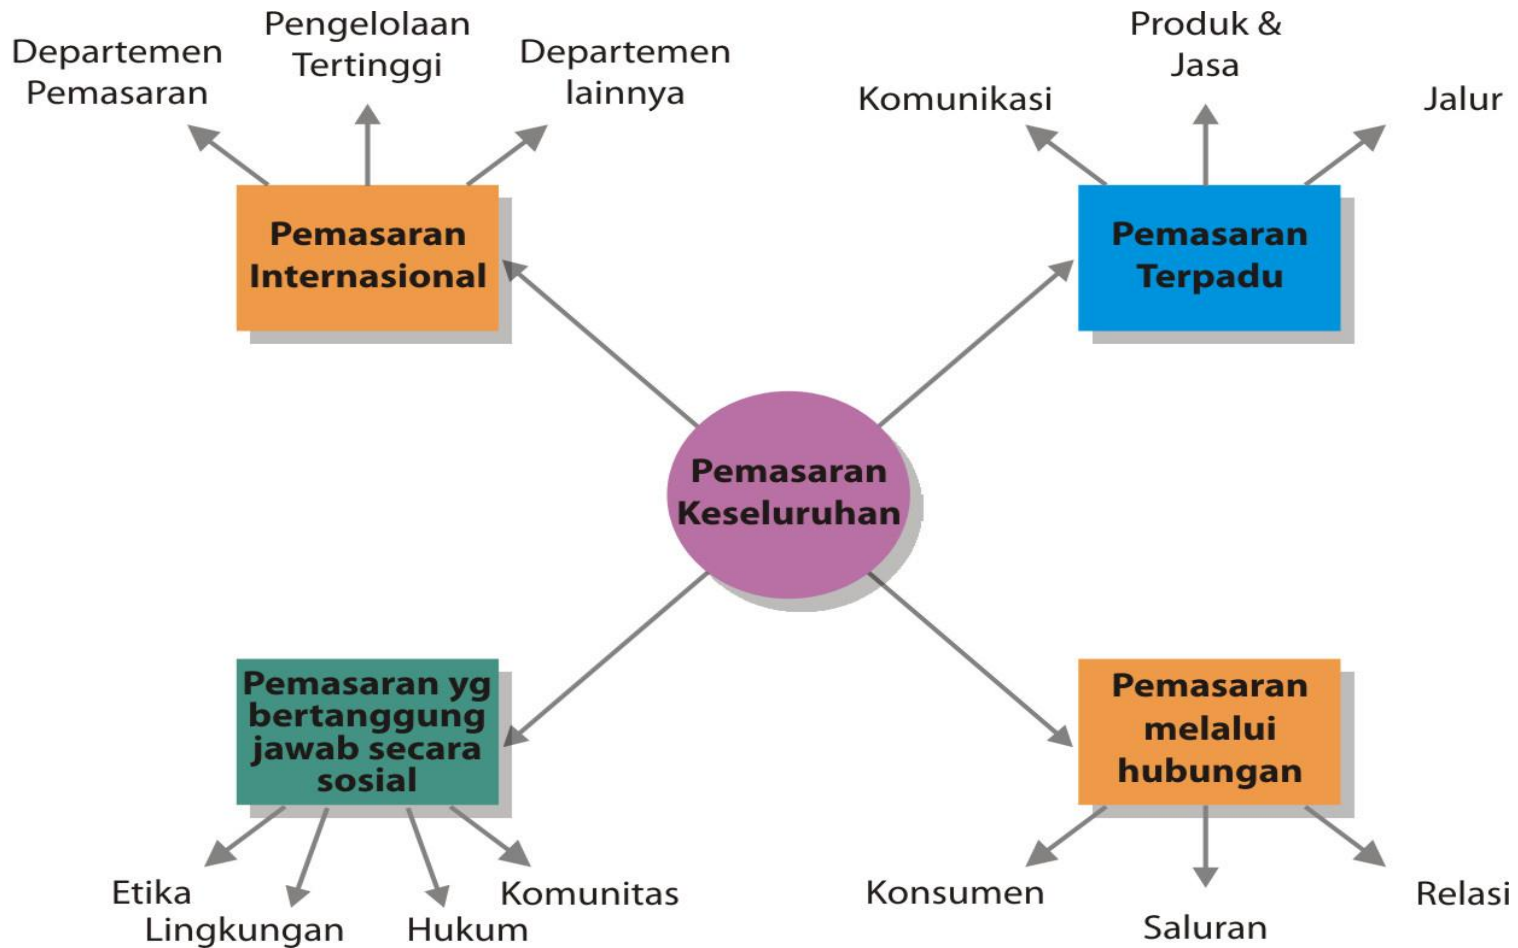 Departemen
Pemasaran
Pengelolaan
Tertinggi
Departemen
lainnya
Pemasaran
Internasional
Komunikasi
Produk &
Jasa
Jalur
Pemasaran
Terpadu
Pemasaran
Keseluruhan
Pemasaran yg
bertanggung
jawab secara
sosial
Etika
Lingkungan
Hukum
Komunitas
Pemasaran
melalui
hubungan
Konsumen
Saluran
Relasi